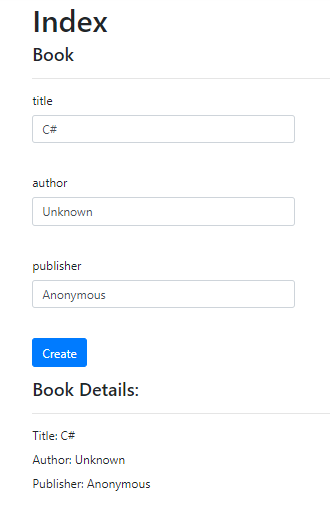 Index
Book
title
C#
author
Unknown
publisher
Anonymous
Create
Book Details:
Title: C#
Author: Unknown
Publisher: Anonymous